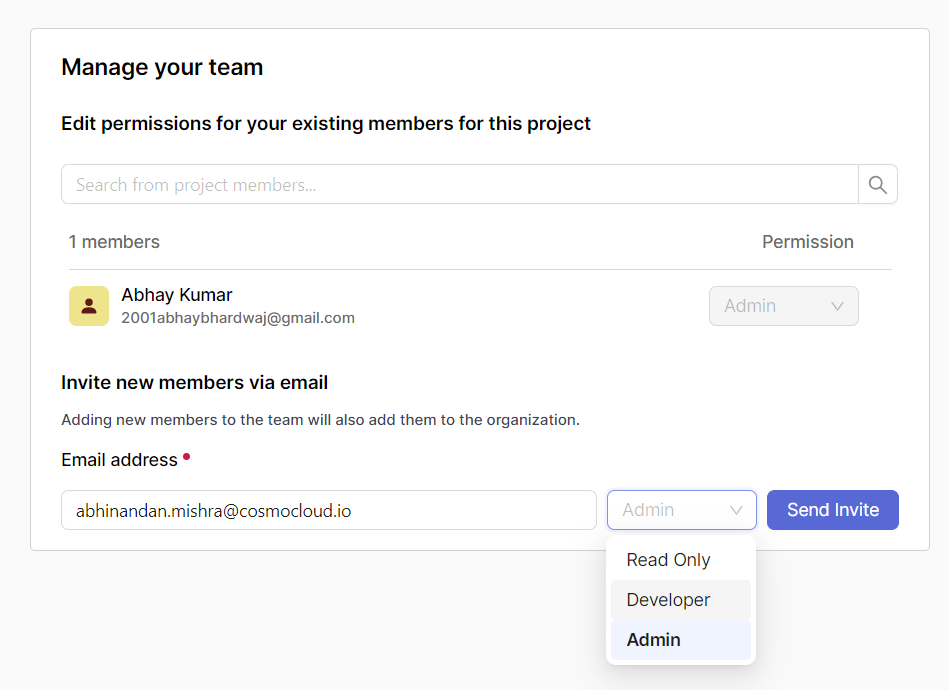 Manage your team
Edit permissions for your existing members for this project
Search from project members...
1 members Permission
Abhay Kumar
2001abhaybhardwaj@gmail.com
Admin
Invite new members via email
Adding new members to the team will also add them to the organization.
Email address
abhinandan.mishra@cosmocloud.io Admin Send Invite
Read Only
Developer
Admin